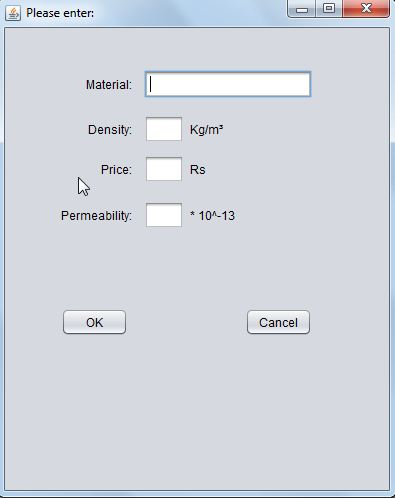 Please enter:
Material:
Density: Kg/m³
Price: Rs
Permeability: * 10^-13
OK Cancel